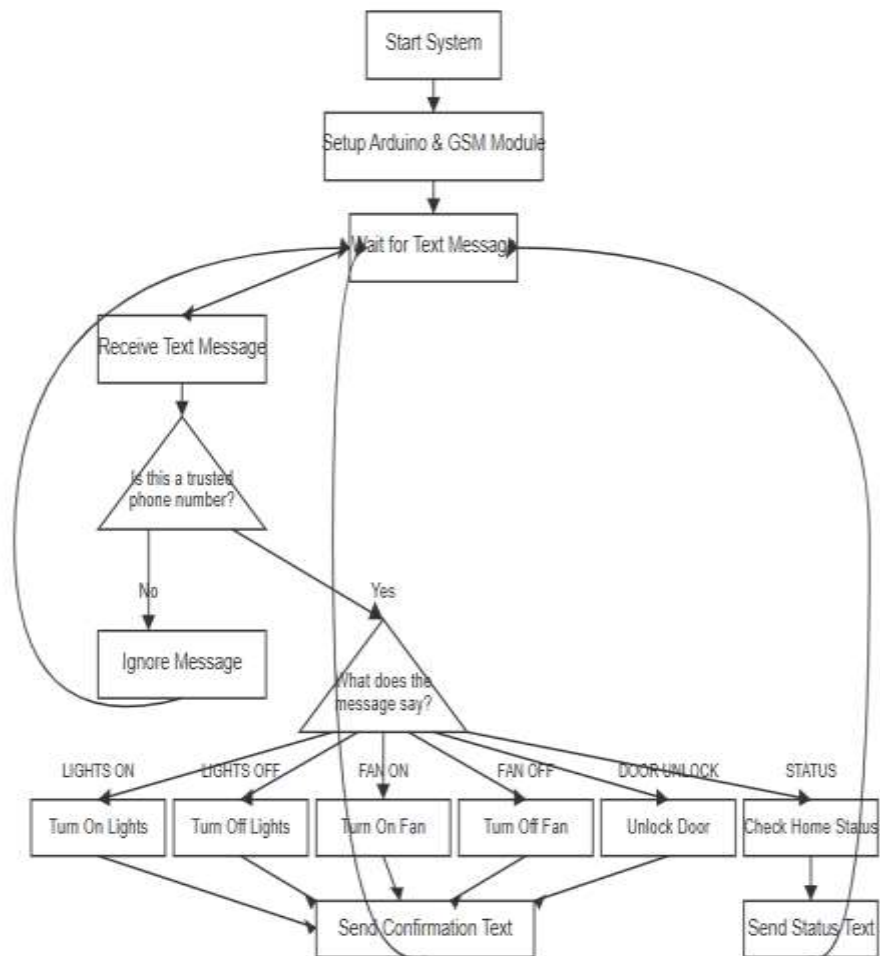 Start System
Setup Arduino & GSM Module
Wait for Text Message
Receive Text Message
Is this a trusted
phone number?
No
Yes
Ignore Message
What does the
message say?
LIGHTS ON
LIGHTS OFF
FAN ON
FAN OFF
DOOR UNLOCK
STATUS
Turn On Lights
Turn Off Lights
Turn On Fan
Turn Off Fan
Unlock Door
Check Home Status
Send Confirmation Text
Send Status Text